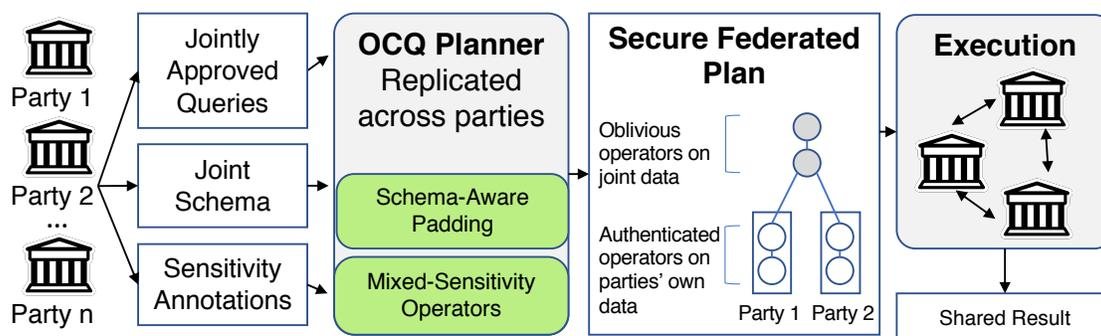 Party 1
Party 2
...
Party n
Jointly
Approved
Queries
Joint
Schema
Sensitivity
Annotations
OCQ Planner
Replicated
across parties
Schema-Aware
Padding
Mixed-Sensitivity
Operators
Secure Federated
Plan
Oblivious
operators on
joint data
Authenticated
operators on
parties' own
data
Party 1
Party 2
Execution
Shared Result